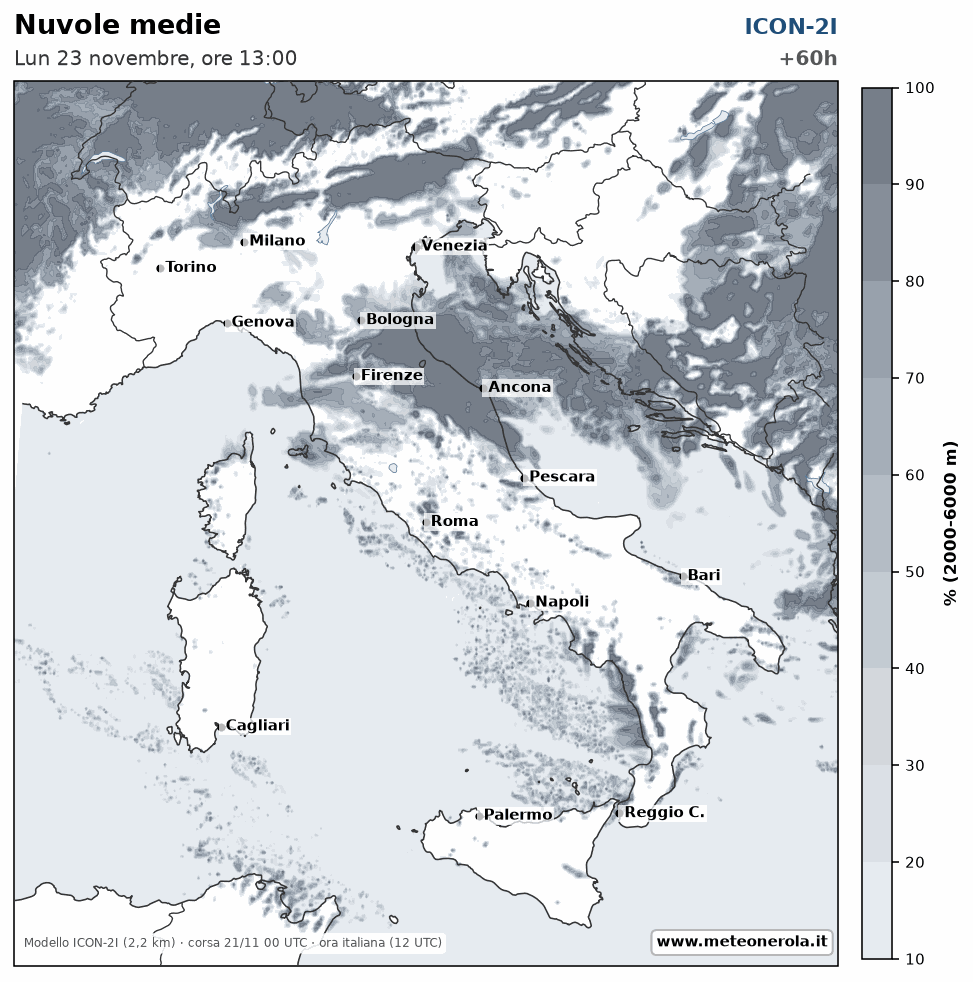 Nuvole medie
ICON-2I
Lun 23 novembre, ore 13:00
+60h
Milano
Venezia
Torino
Genova
Bologna
Firenze
Ancona
Pescara
Roma
Bari
Napoli
Cagliari
Palermo
Reggio C.
Modello ICON-2I (2,2 km) · corsa 21/11 00 UTC · ora italiana (12 UTC)
www.meteonerola.it
100
90
80
70
60
50
40
30
20
10
% (2000-6000 m)